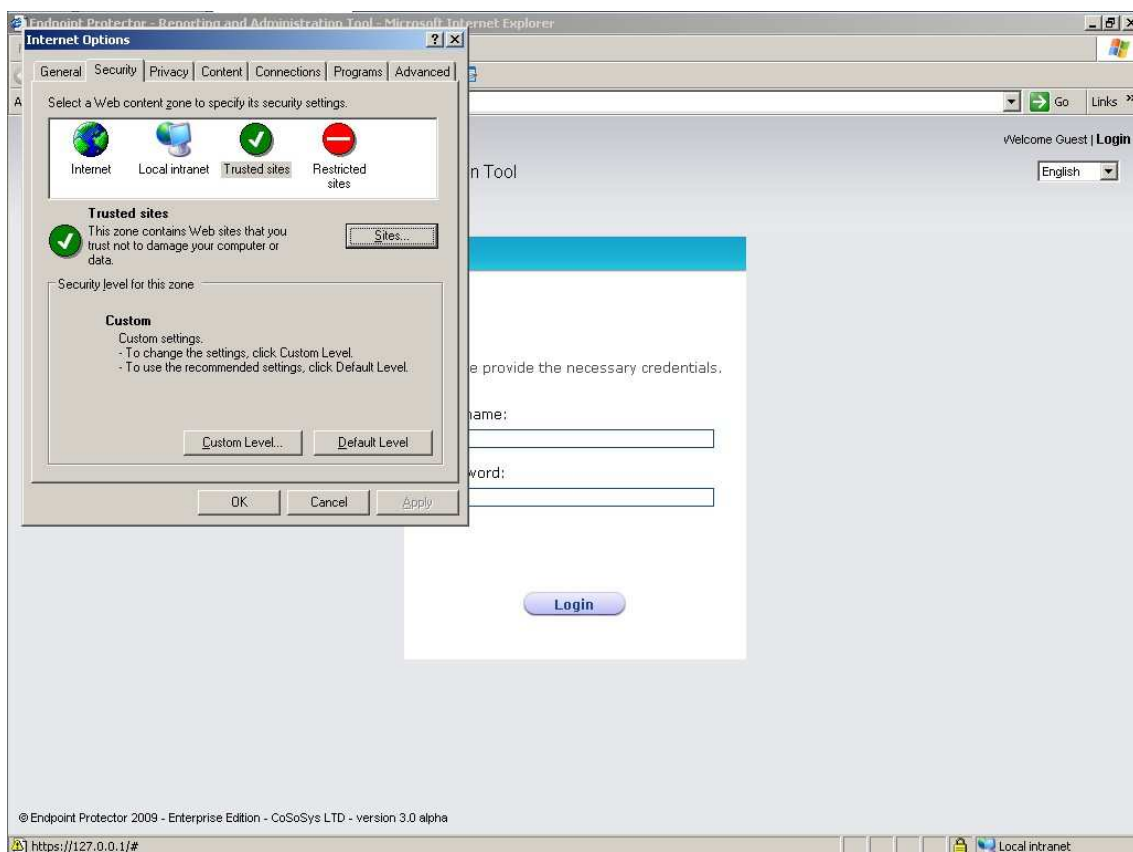 Endpoint Protector - Reporting and Administration Tool - Microsoft Internet Explorer
Internet Options
General Security Privacy Content Connections Programs Advanced
Go Links »
Select a Web content zone to specify its security settings.
Welcome Guest | Login
Internet Local intranet Trusted sites Restricted sites
n Tool
English
Trusted sites
This zone contains Web sites that you
trust not to damage your computer or
data.
Sites...
Security level for this zone
Custom
Custom settings.
- To change the settings, click Custom Level.
- To use the recommended settings, click Default Level.
e provide the necessary credentials.
name:
Custom Level... Default Level
word:
OK Cancel Apply
Login
© Endpoint Protector 2009 - Enterprise Edition - CoSoSys LTD - version 3.0 alpha
https://127.0.0.1/# Local intranet